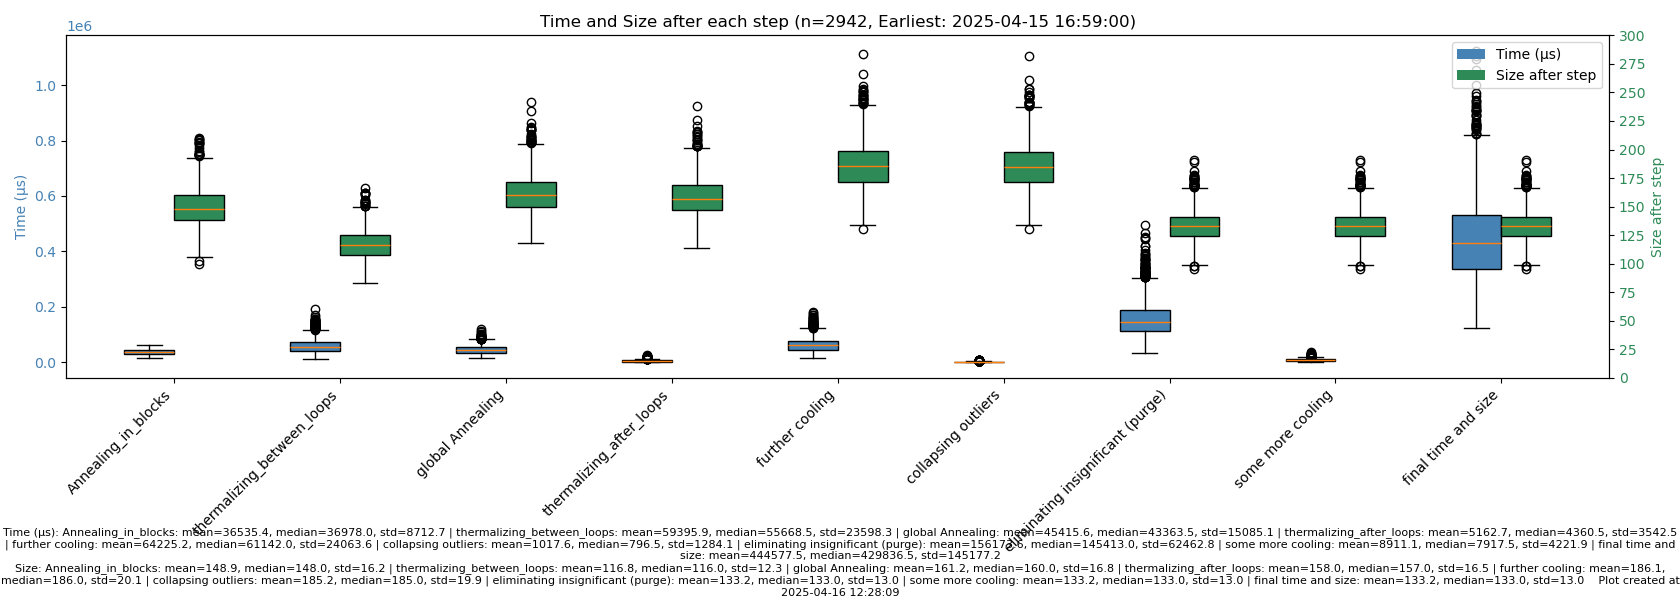 Time and Size after each step (n=2942, Earliest: 2025-04-15 16:59:00)
1e6
1.0
0.8
0.6
0.4
0.2
0.0
Time (µs)
300
275
250
225
200
175
150
125
100
75
50
25
0
Size after step
Time (µs)
Size after step
Annealing_in_blocks
thermalizing_between_loops
global Annealing
thermalizing_after_loops
further cooling
collapsing outliers
eliminating insignificant (purge)
some more cooling
final time and size
Time (µs): Annealing_in_blocks: mean=36535.4, median=36978.0, std=8712.7 | thermalizing_between_loops: mean=59395.9, median=55668.5, std=23598.3 | global Annealing: mean=45415.6, median=43363.5, std=15085.1 | thermalizing_after_loops: mean=5162.7, median=4360.5, std=3542.5
| further cooling: mean=64225.2, median=61142.0, std=24063.6 | collapsing outliers: mean=1017.6, median=796.5, std=1284.1 | eliminating insignificant (purge): median=145413.0, std=62462.8 | some more cooling: mean=8911.1, median=7917.5, std=4221.9 | final time and
size: mean=444577.5, median=429836.5, std=145177.2
Size: Annealing_in_blocks: mean=148.9, median=148.0, std=16.2 | thermalizing_between_loops: mean=116.8, median=116.0, std=12.3 | global Annealing: mean=161.2, median=160.0, std=16.8 | thermalizing_after_loops: mean=158.0, median=157.0, std=16.5 | further cooling: mean=186.1,
median=186.0, std=20.1 | collapsing outliers: mean=185.2, median=185.0, std=19.9 | eliminating insignificant (purge): mean=133.2, median=133.0, std=13.0 | some more cooling: mean=133.2, median=133.0, std=13.0 | final time and size: mean=133.2, median=133.0, std=13.0    Plot created at
2025-04-16 12:28:09